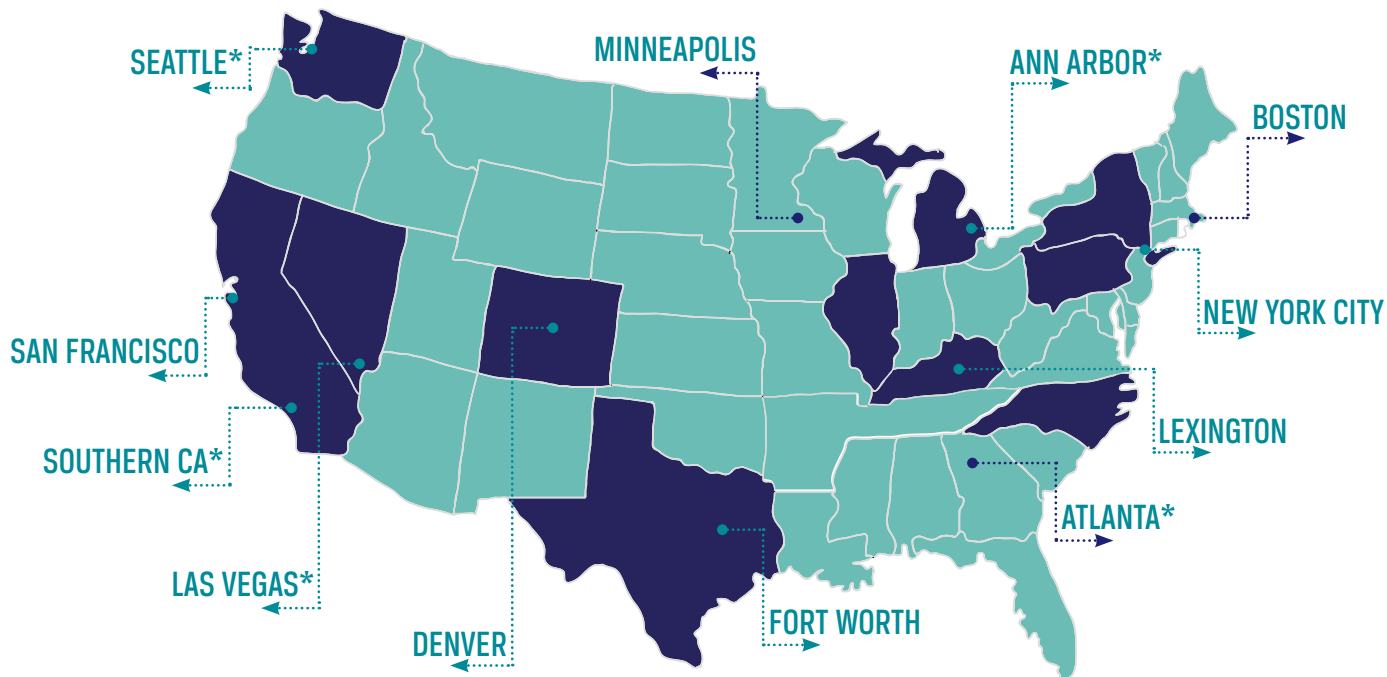 SEATTLE*
MINNEAPOLIS
ANN ARBOR*
BOSTON
NEW YORK CITY
SAN FRANCISCO
LEXINGTON
SOUTHERN CA*
ATLANTA*
LAS VEGAS*
FORT WORTH
DENVER